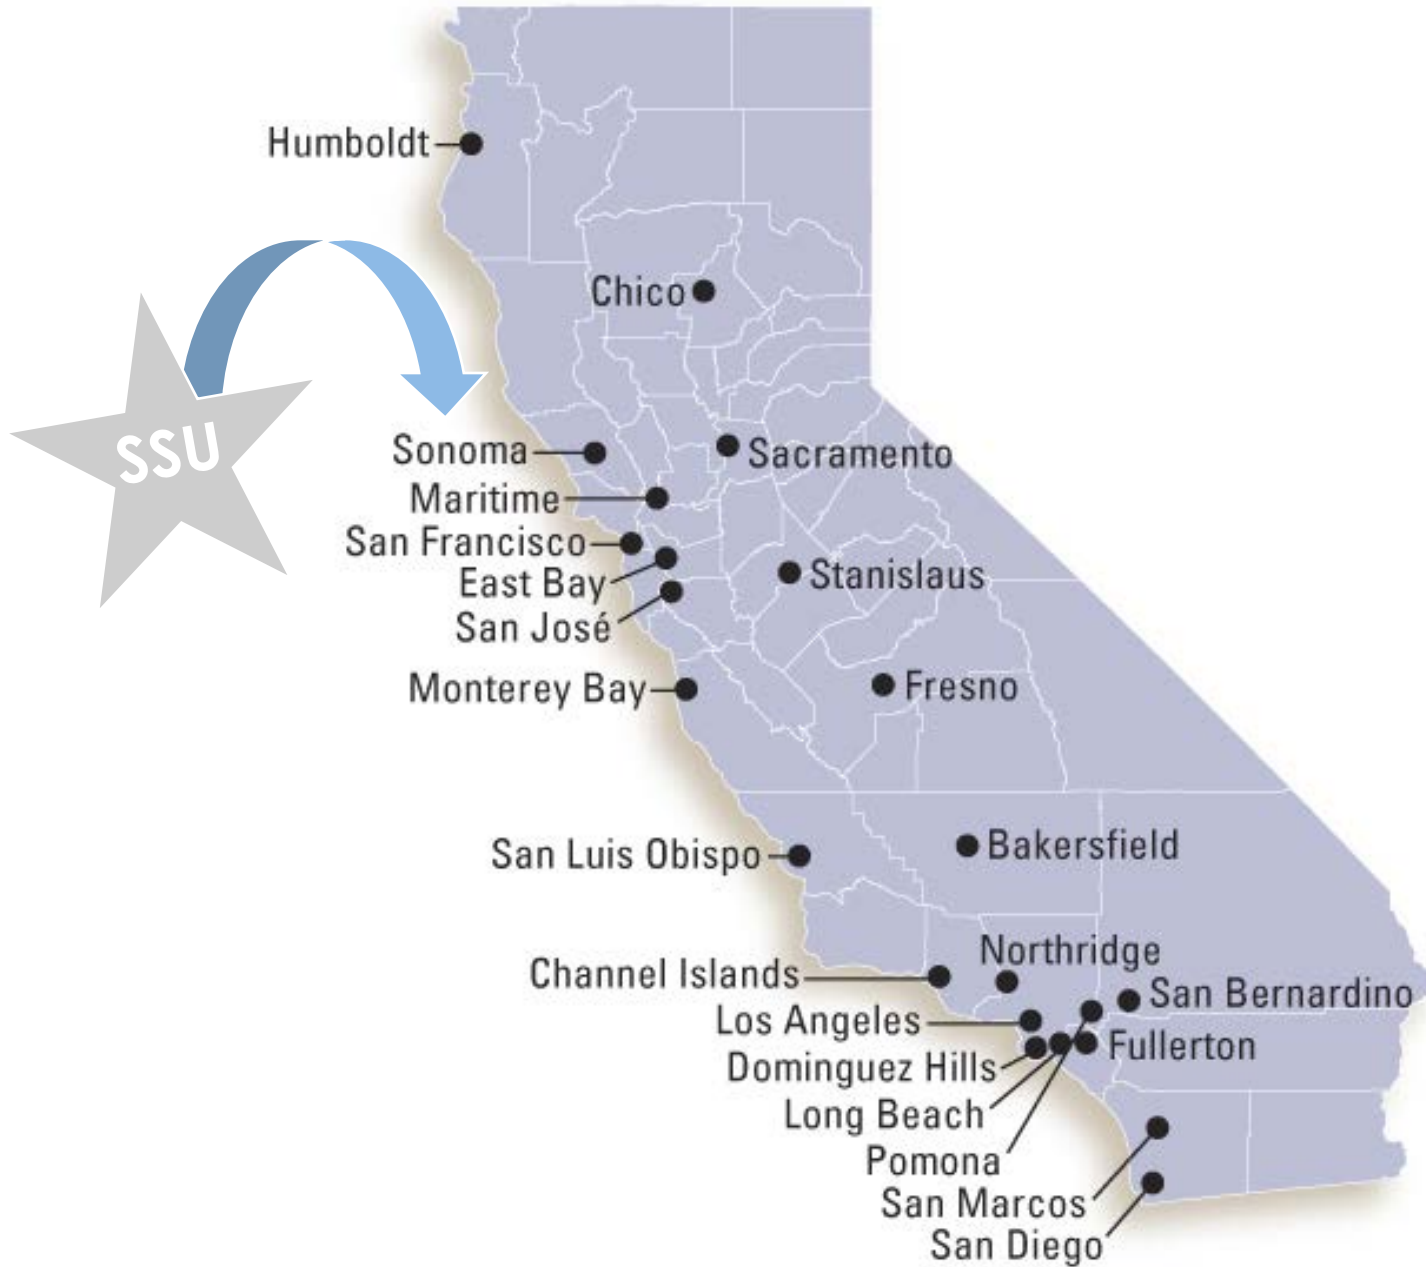 Humboldt
Chico
SSU
Sonoma
Sacramento
Maritime
San Francisco
East Bay
Stanislaus
San José
Monterey Bay
Fresno
San Luis Obispo
Bakersfield
Northridge
Channel Islands
San Bernardino
Los Angeles
Fullerton
Dominguez Hills
Long Beach
Pomona
San Marcos
San Diego